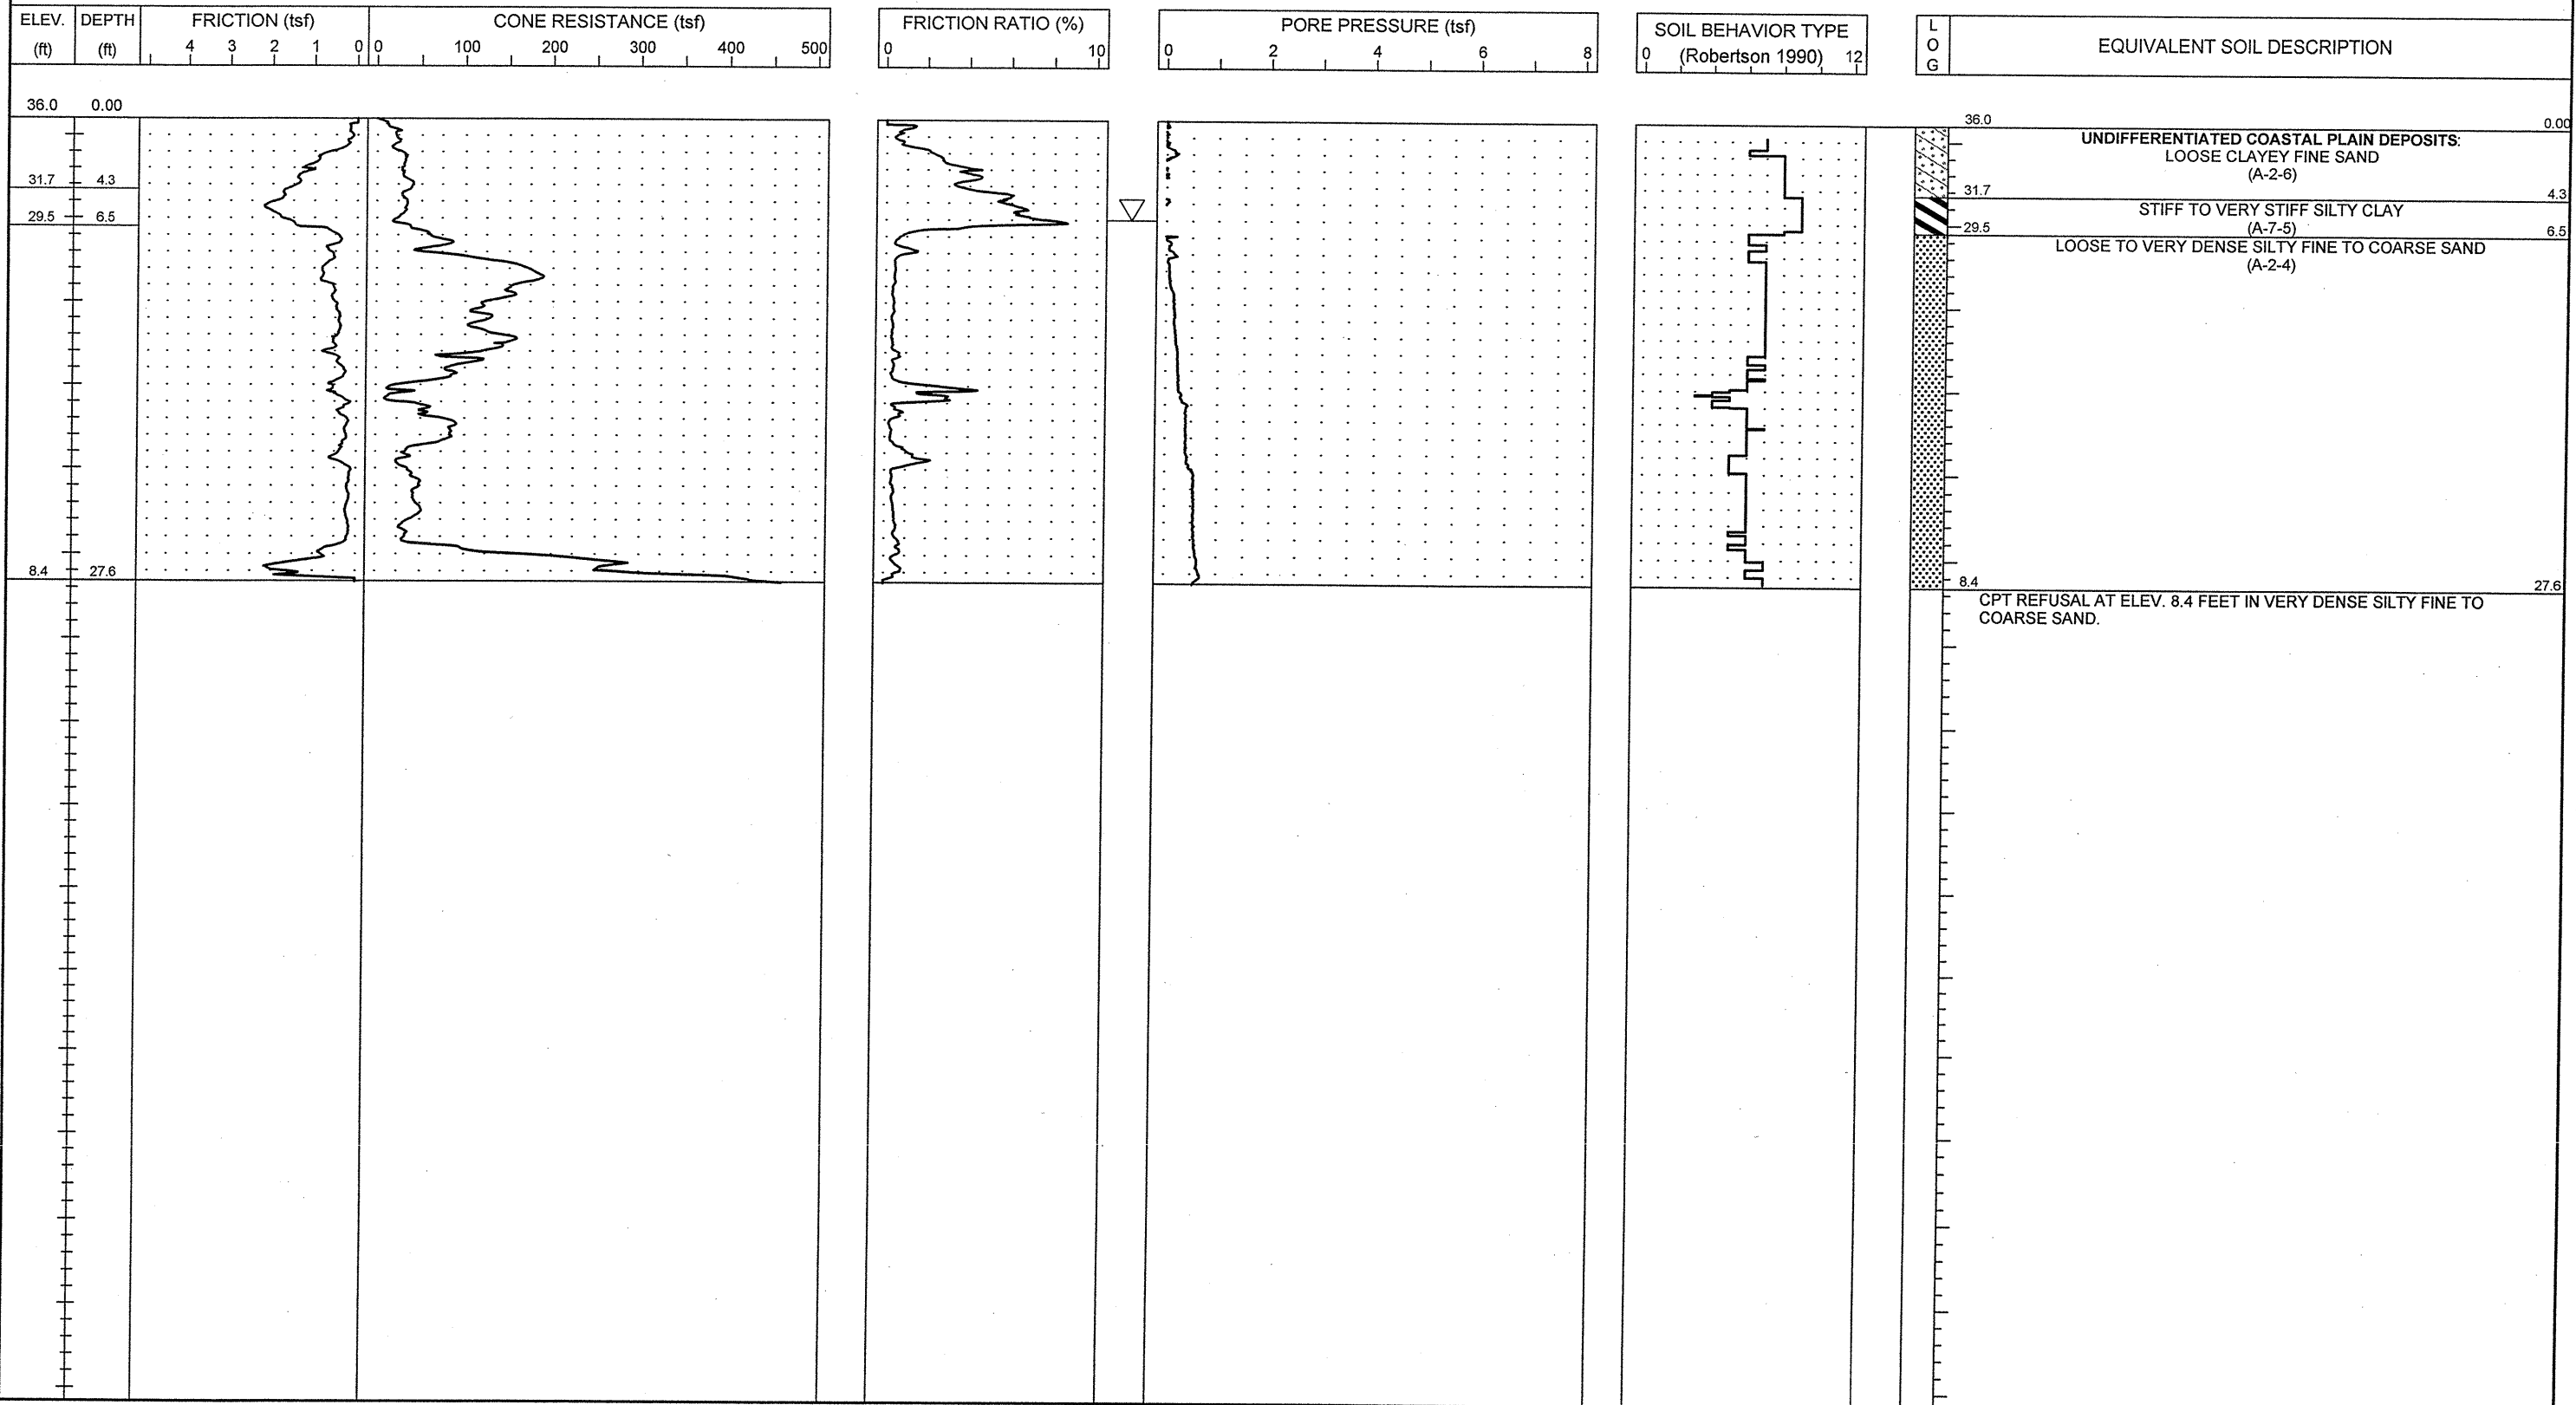 ELEV. DEPTH FRICTION (tsf) CONE RESISTANCE (tsf) FRICTION RATIO (%) PORE PRESSURE (tsf) SOIL BEHAVIOR TYPE LOG EQUIVALENT SOIL DESCRIPTION
(ft) (ft) 4 3 2 1 0 0 100 200 300 400 500 0 10 0 2 4 6 8 0 (Robertson 1990) 12
36.0 0.00
36.0 0.00
UNDIFFERENTIATED COASTAL PLAIN DEPOSITS:
LOOSE CLAYEY FINE SAND
(A-2-6)
31.7 4.3
31.7 4.3
STIFF TO VERY STIFF SILTY CLAY
(A-7-5)
29.5 6.5
29.5 6.5
LOOSE TO VERY DENSE SILTY FINE TO COARSE SAND
(A-2-4)
8.4 27.6
8.4 27.6
CPT REFUSAL AT ELEV. 8.4 FEET IN VERY DENSE SILTY FINE TO
COARSE SAND.